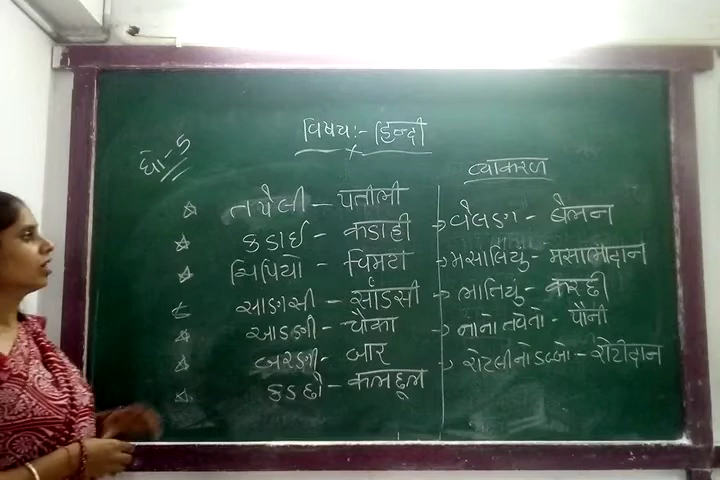 विषय:- हिन्दी
धो-5
व्याकरण
તપેલી - पतीली
કડાઈ - कडाही
ચિપિયો - चिमटा
સાણસી - साँडसी
આડણી - चौका
બરણી - जार
કડછો - कलछूल
વેલણ - बेलन
મસાલિયું - मसालादान
ભાતિયું - करछी
નાનો તવેતો - पौनी
રોટલીનો ડબ્બો - रोटीदान